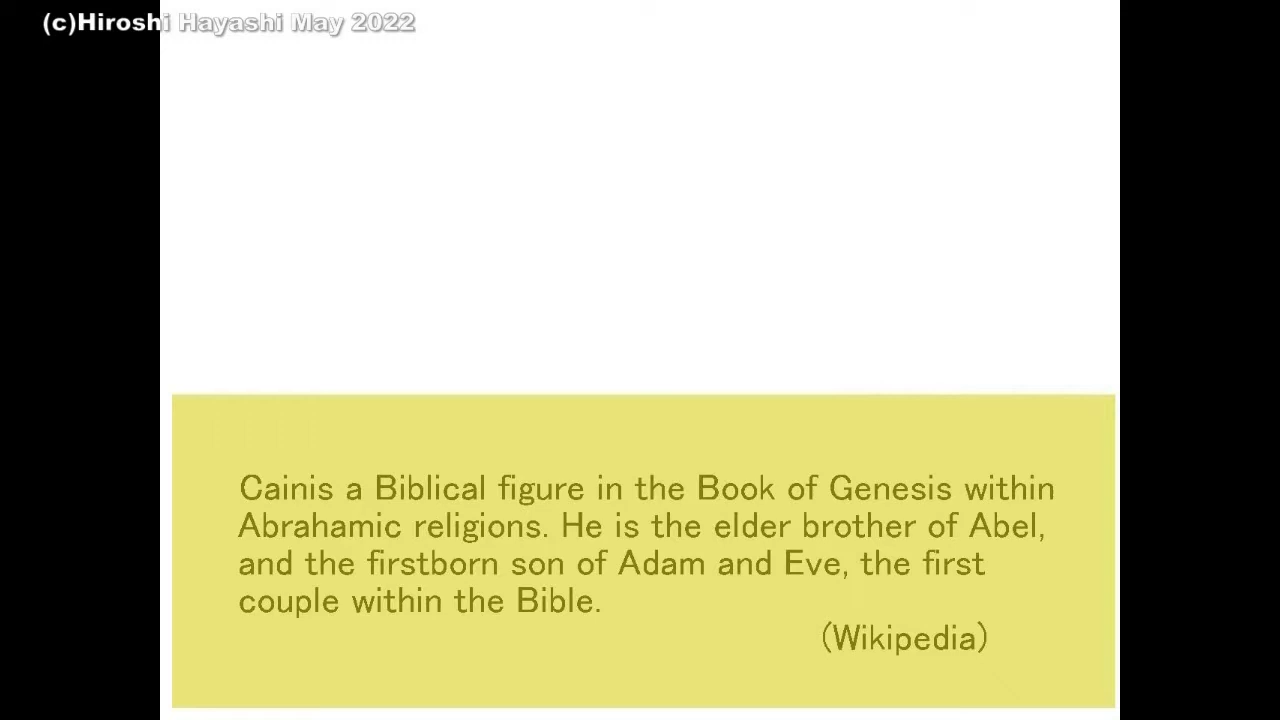 (c)Hiroshi Hayashi May 2022
Cainis a Biblical figure in the Book of Genesis within
Abrahamic religions. He is the elder brother of Abel,
and the firstborn son of Adam and Eve, the first
couple within the Bible.
(Wikipedia)